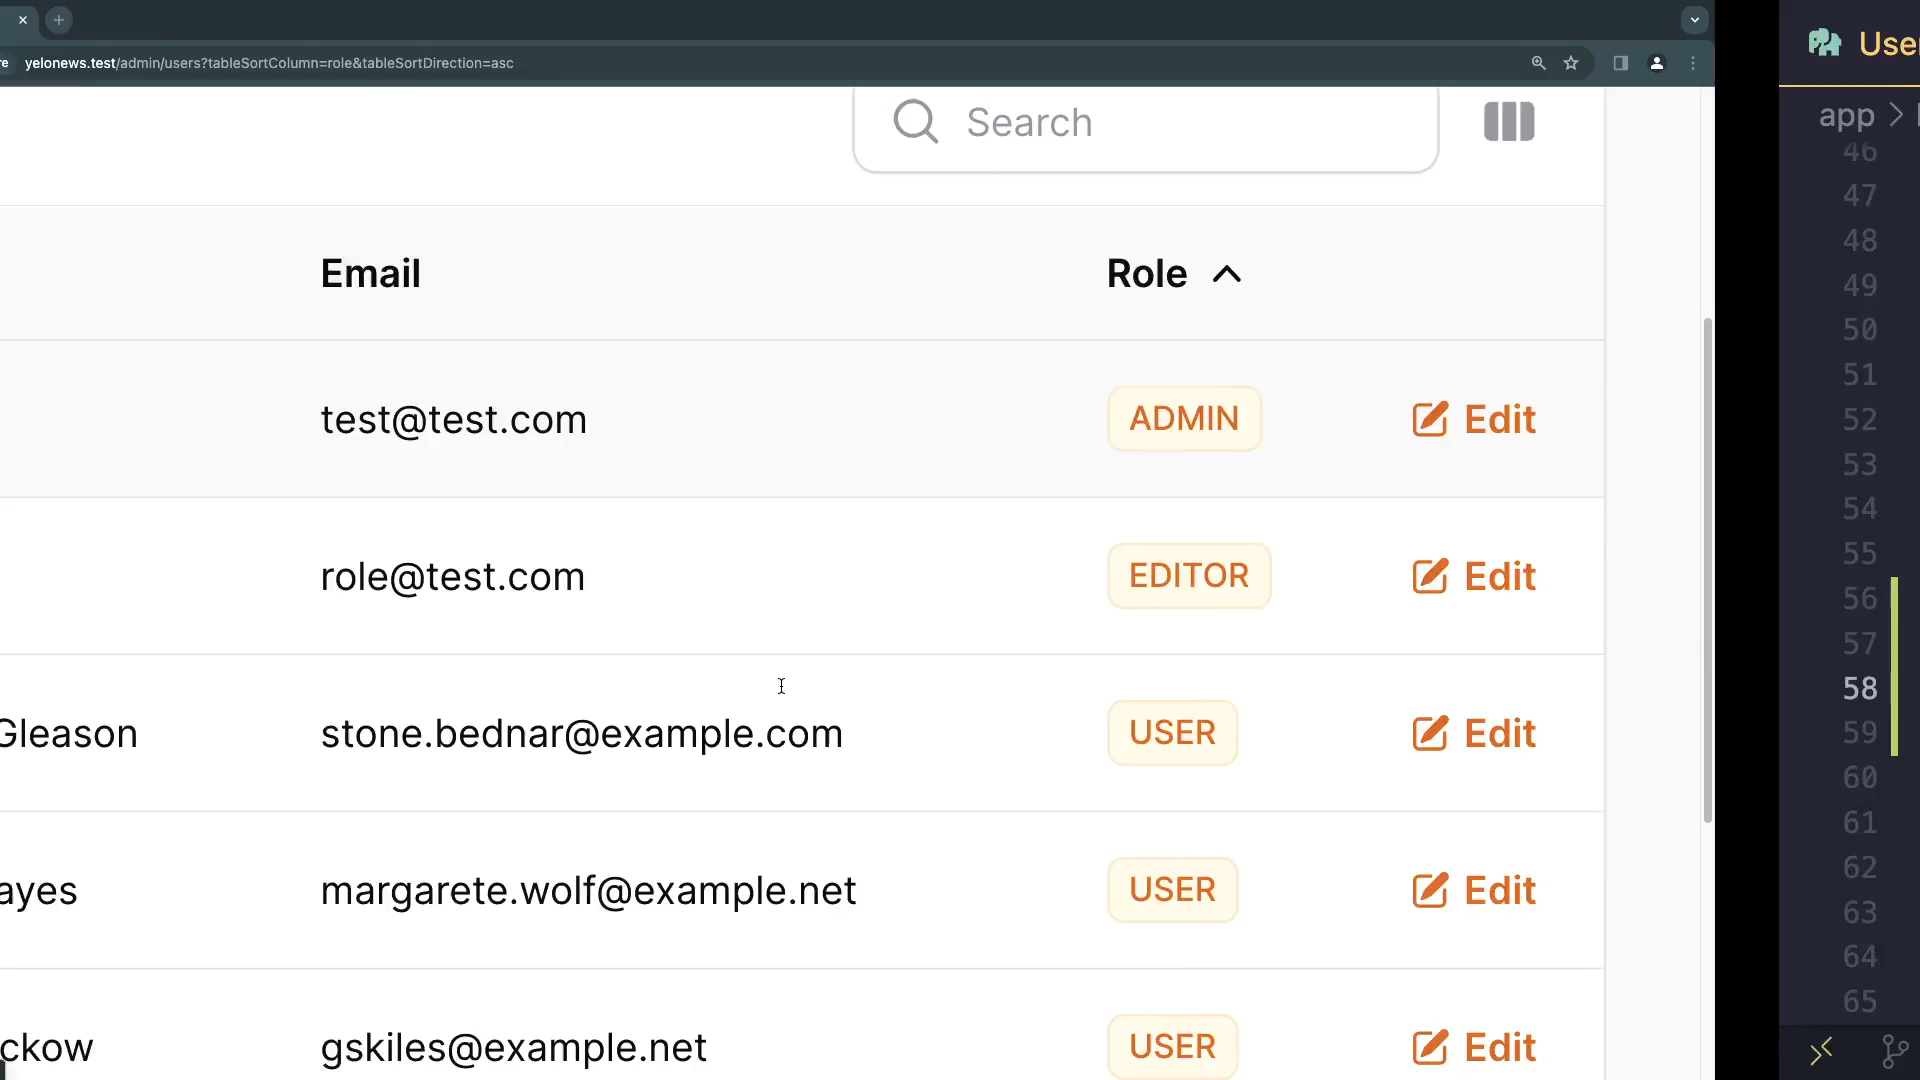 yelonews.test/admin/users?tableSortColumn=role&tableSortDirection=asc
Search
Email Role
test@test.com ADMIN Edit
role@test.com EDITOR Edit
Gleason stone.bednar@example.com USER Edit
ayes margarete.wolf@example.net USER Edit
ckow gskiles@example.net USER Edit
User
app >
46
47
48
49
50
51
52
53
54
55
56
57
58
59
60
61
62
63
64
65